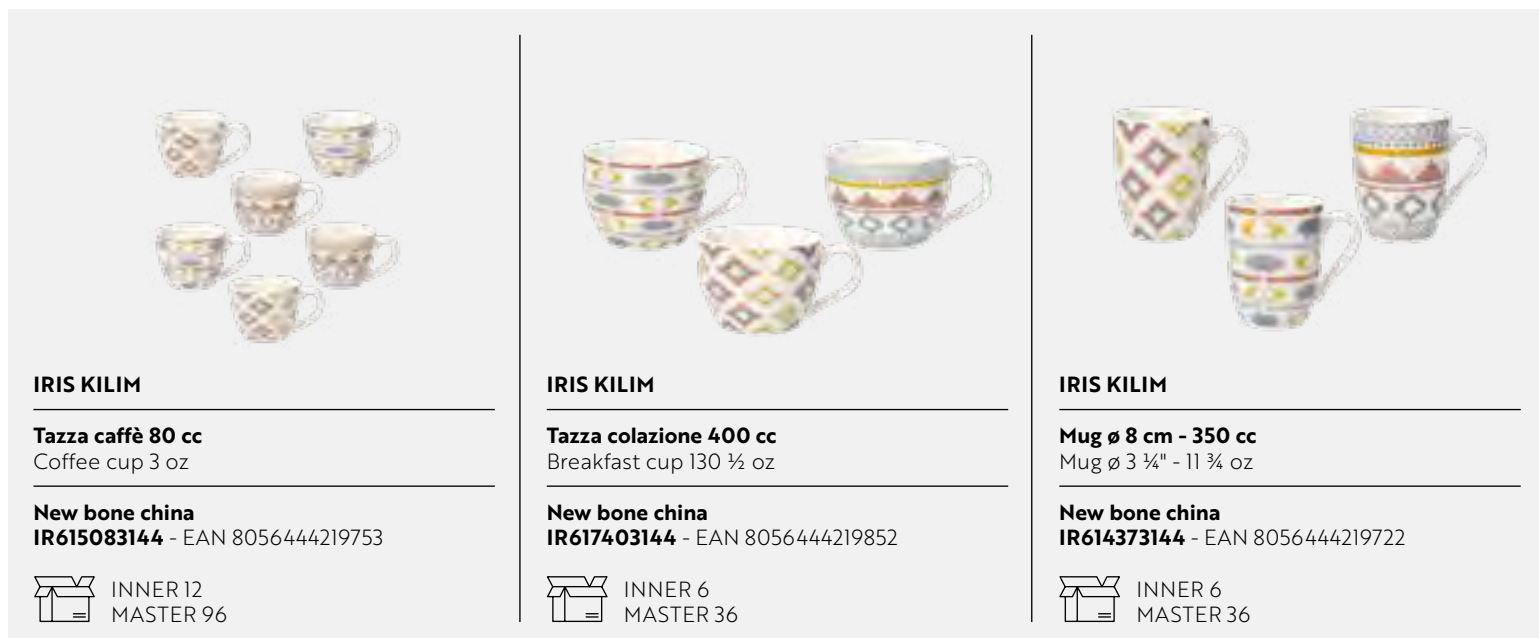 IRIS KILIM
Tazza caffè 80 cc
Coffee cup 3 oz
New bone china
IR615083144 - EAN 8056444219753
INNER 12
MASTER 96
IRIS KILIM
Tazza colazione 400 cc
Breakfast cup 130 ½ oz
New bone china
IR617403144 - EAN 8056444219852
INNER 6
MASTER 36
IRIS KILIM
Mug ø 8 cm - 350 cc
Mug ø 3 ¼" - 11 ¾ oz
New bone china
IR614373144 - EAN 8056444219722
INNER 6
MASTER 36